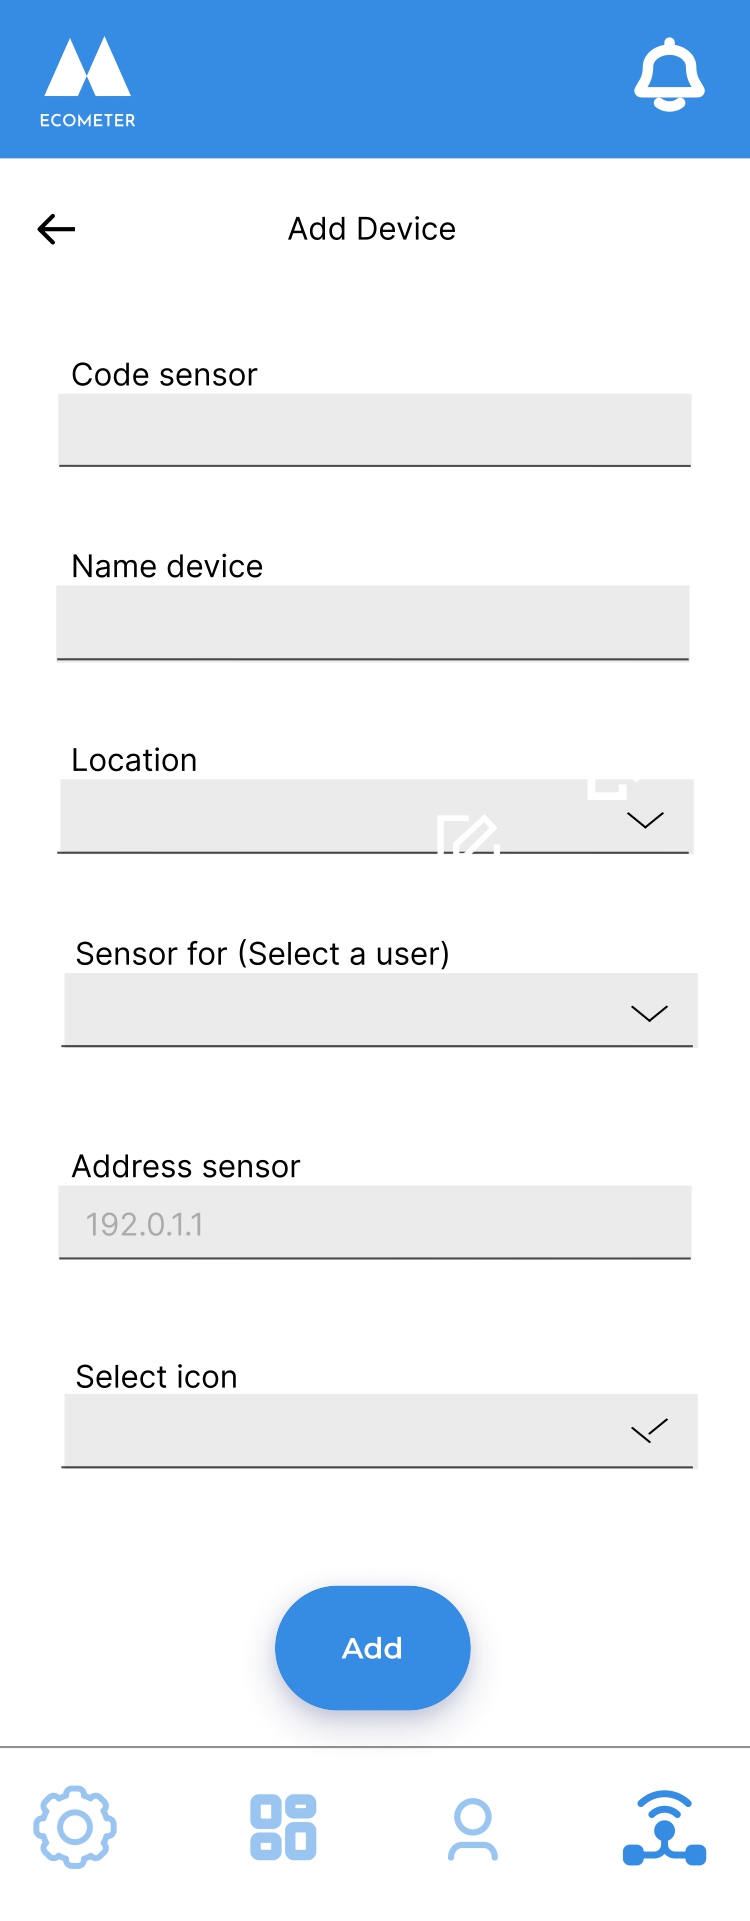 ECOMETER
Add Device
Code sensor
Name device
Location
Sensor for (Select a user)
Address sensor
192.0.1.1
Select icon
Add